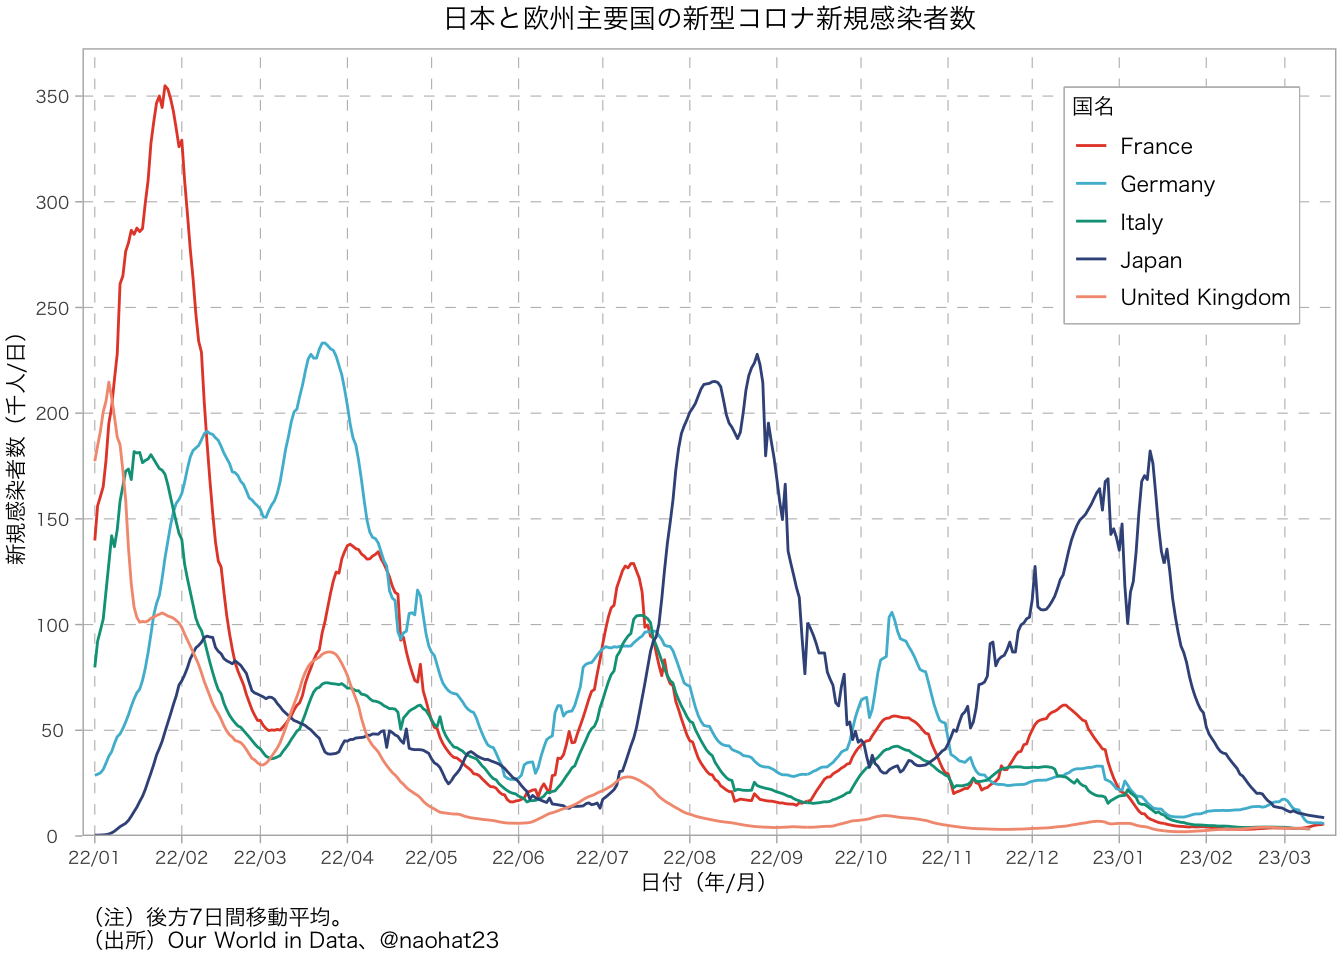 日本と欧州主要国の新型コロナ新規感染者数
新規感染者数（千人/日）
350
300
250
200
150
100
50
0
国名
France
Germany
Italy
Japan
United Kingdom
22/01 22/02 22/03 22/04 22/05 22/06 22/07 22/08 22/09 22/10 22/11 22/12 23/01 23/02 23/03
日付（年/月）
（注）後方7日間移動平均。
（出所）Our World in Data、@naohat23